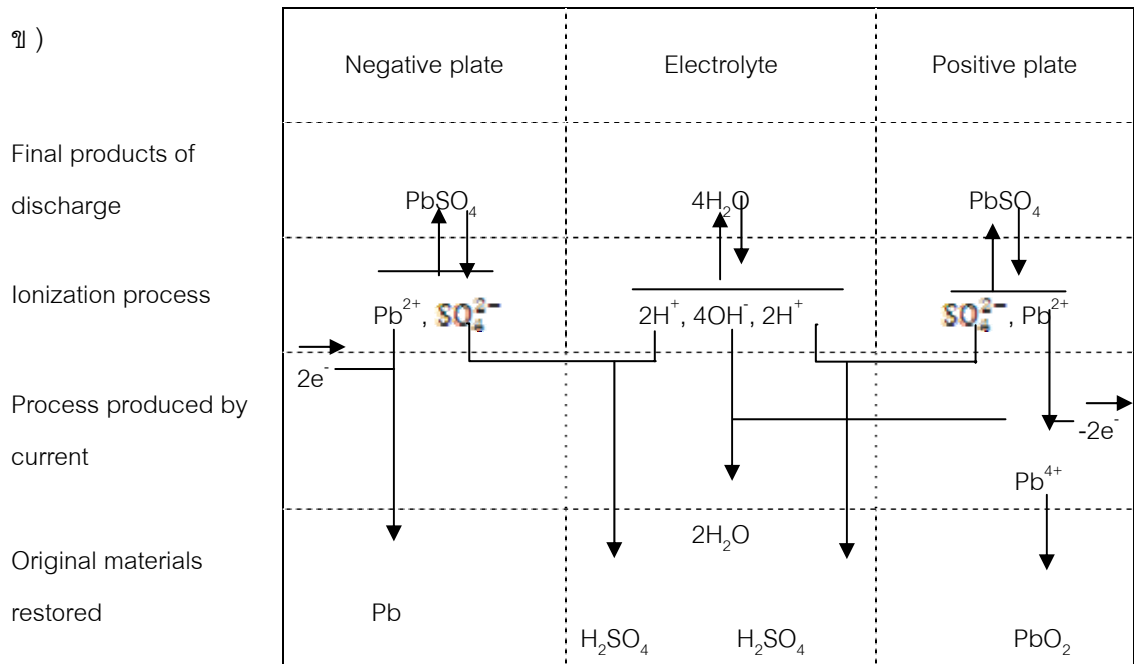 ข )
Negative plate Electrolyte Positive plate
Final products of
discharge
PbSO₄ 4H₂O PbSO₄
Ionization process
Pb²⁺, SO₄²⁻ 2H⁺, 4OH⁻, 2H⁺ SO₄²⁻, Pb²⁺
2e⁻
Process produced by
current
-2e⁻
Pb⁴⁺
2H₂O
Original materials
restored
Pb
H₂SO₄ H₂SO₄ PbO₂